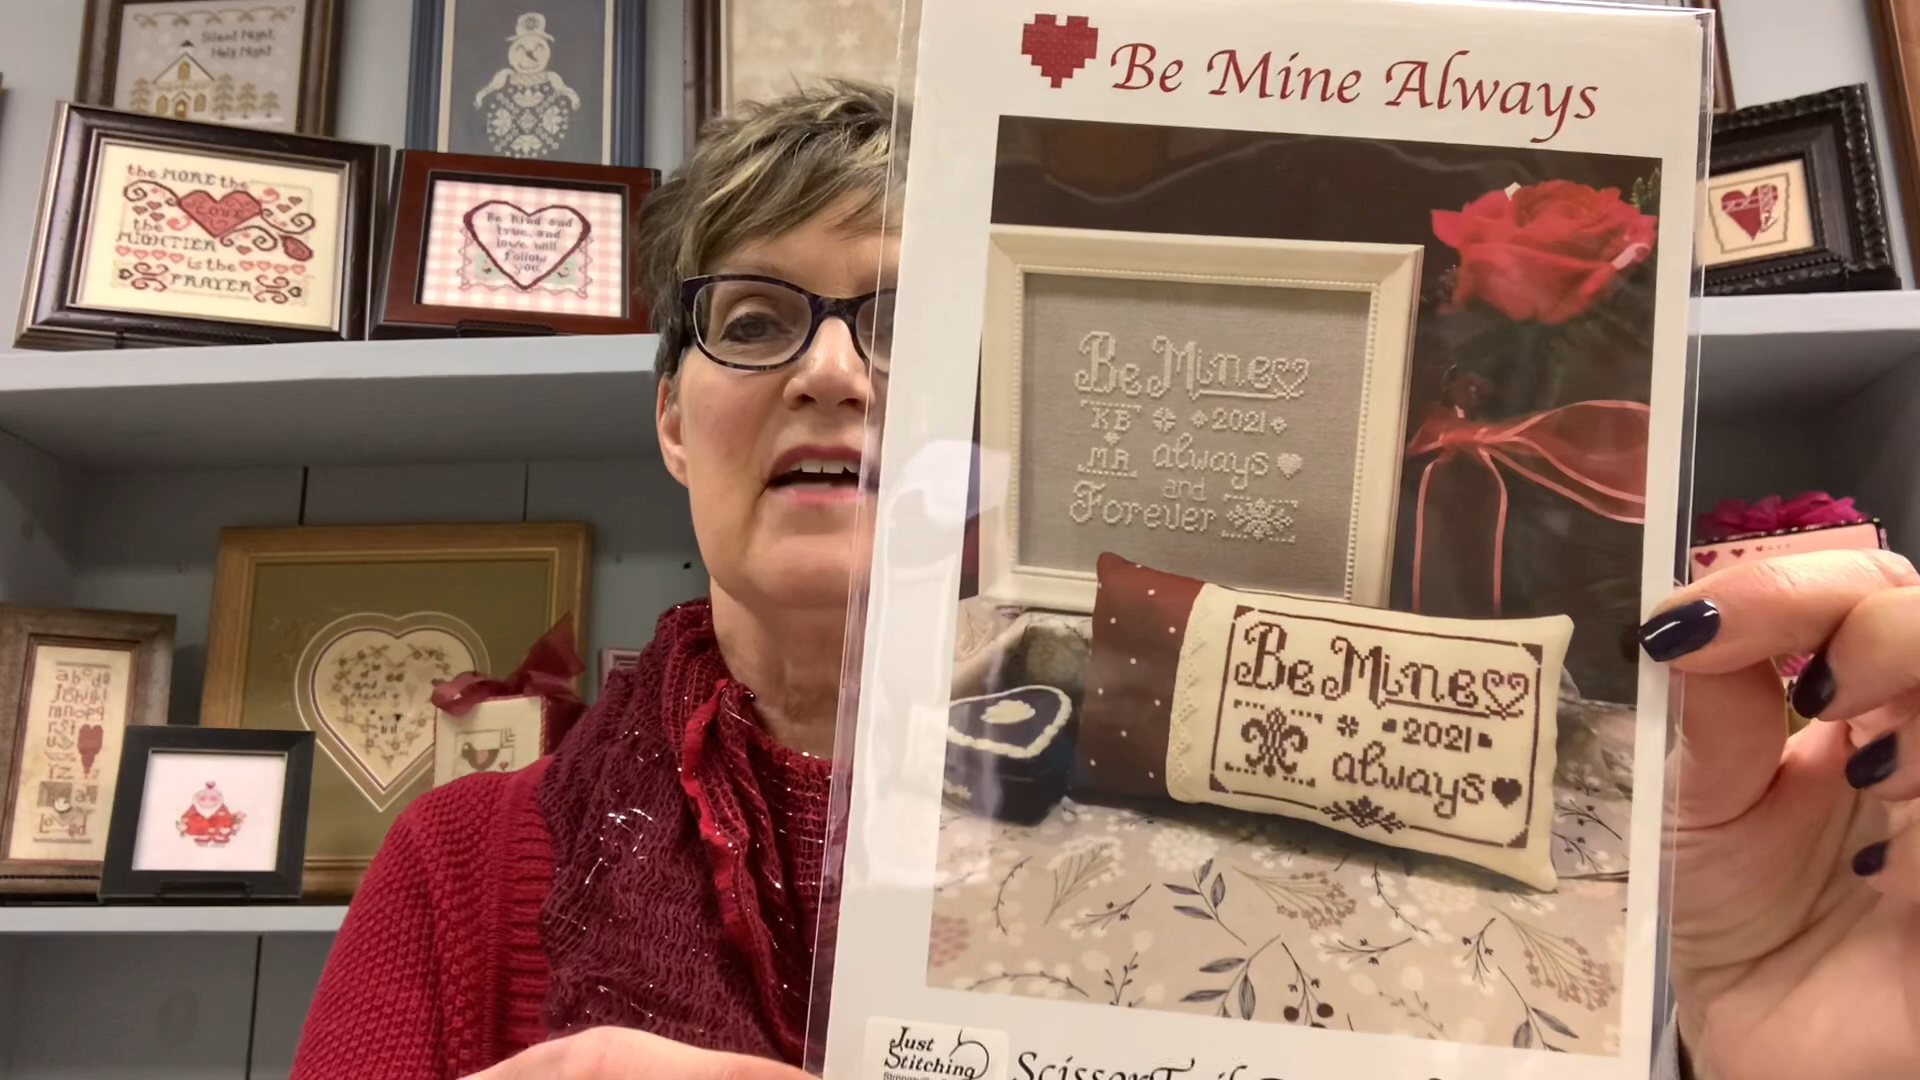 Silent Night,
Holy Night
the MORE the
LOVE
the
MIGHTIER
is the
PRAYER
Be kind and
true, and
love will
follow
you.
Be Mine Always
Be Mine
KB 2021
MR always
and
Forever
Be Mine
2021
always
Just
Stitching